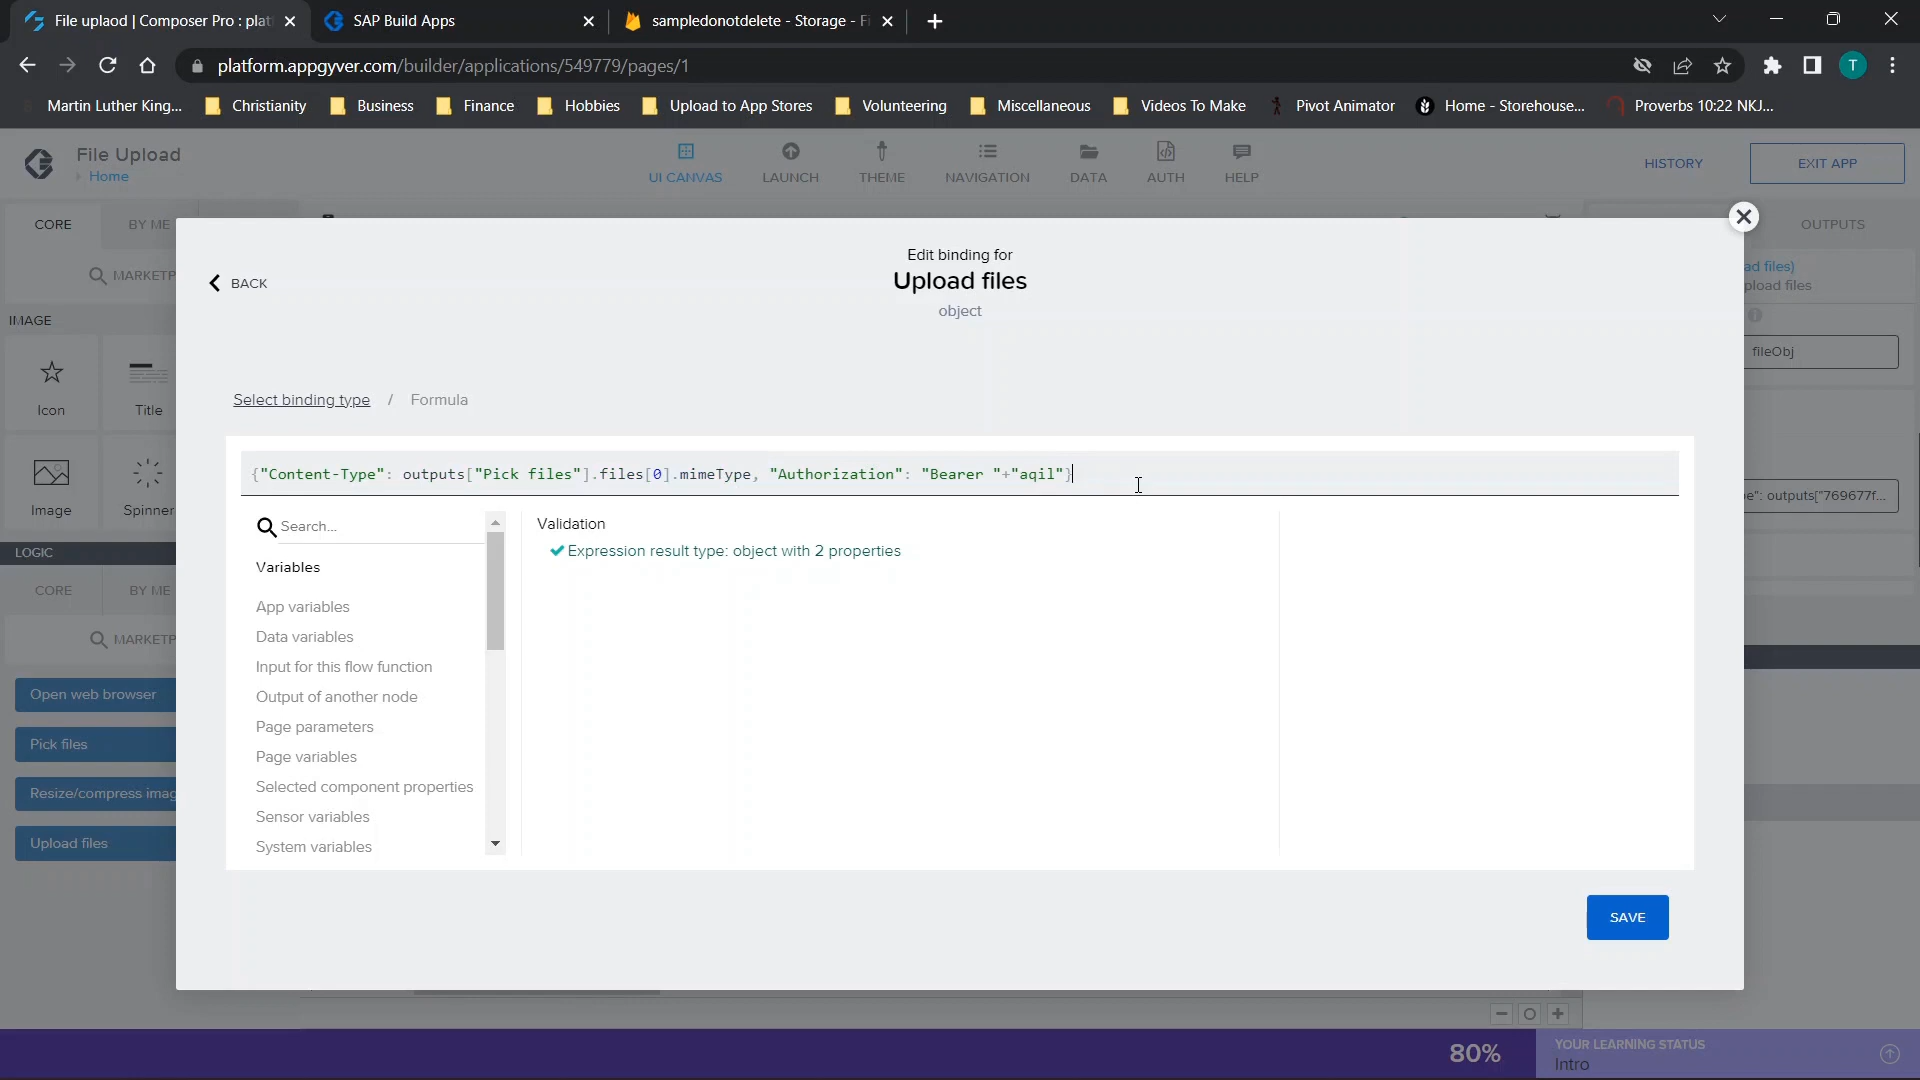 File uplaod | Composer Pro : plat
SAP Build Apps
sampledonotdelete - Storage - Fi
platform.appgyver.com/builder/applications/549779/pages/1
T
Martin Luther King...
Christianity
Business
Finance
Hobbies
Upload to App Stores
Volunteering
Miscellaneous
Videos To Make
Pivot Animator
Home - Storehouse...
Proverbs 10:22 NKJ...
File Upload
Home
UI CANVAS
LAUNCH
THEME
NAVIGATION
DATA
AUTH
HELP
HISTORY
EXIT APP
CORE
BY ME
OUTPUTS
MARKETP
IMAGE
Icon
Title
Image
Spinner
LOGIC
CORE
BY ME
MARKETP
Open web browser
Pick files
Resize/compress imag
Upload files
BACK
Edit binding for
Upload files
object
Select binding type / Formula
{"Content-Type": outputs["Pick files"].files[0].mimeType, "Authorization": "Bearer "+"aqil"}
Search...
Variables
App variables
Data variables
Input for this flow function
Output of another node
Page parameters
Page variables
Selected component properties
Sensor variables
System variables
Validation
Expression result type: object with 2 properties
SAVE
ad files)
pload files
fileObj
pe": outputs["769677f...
80%
YOUR LEARNING STATUS
Intro